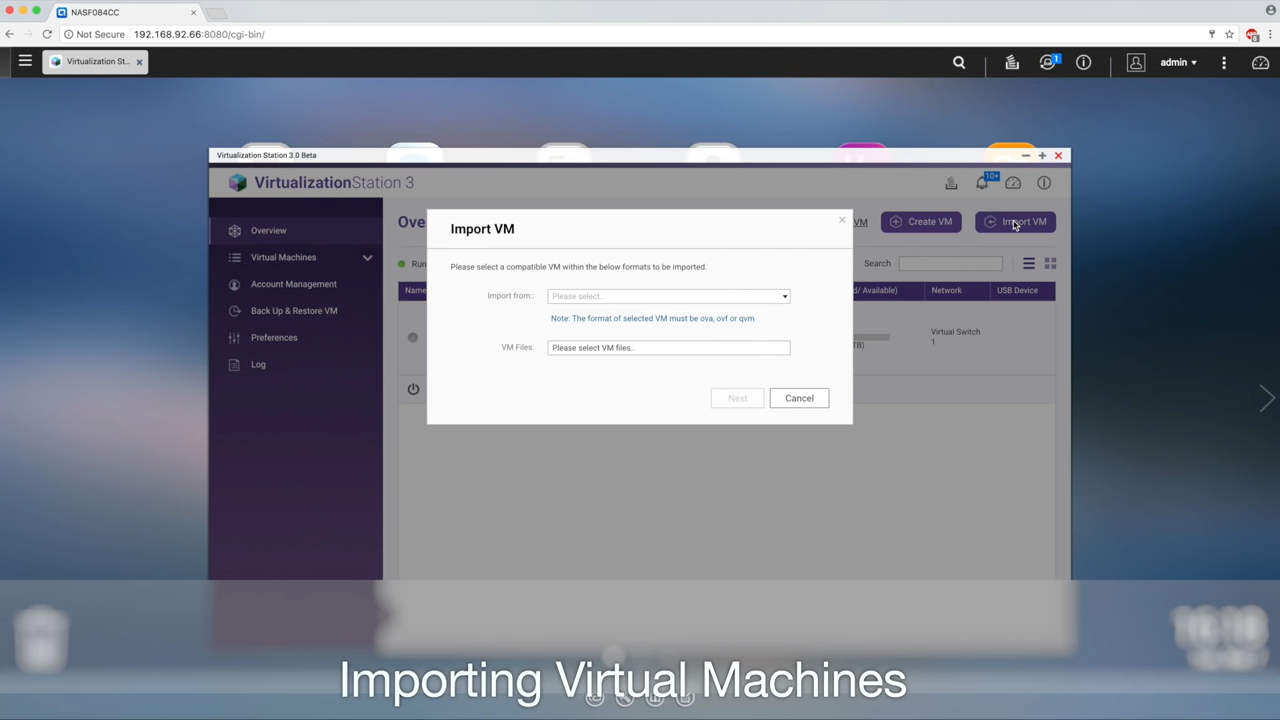 NASF084CC
Not Secure 192.168.92.66:8080/cgi-bin/
Virtualization St.. 1 admin
Virtualization Station 3.0 Beta
VirtualizationStation 3 10+
Overview
Virtual Machines
Account Management
Back Up & Restore VM
Preferences
Log
Ove VM Create VM Import VM
Run Search
Name d/ Available) Network USB Device
TB) Virtual Switch
1
Import VM
Please select a compatible VM within the below formats to be imported.
Import from:: Please select..
Note: The format of selected VM must be ova, ovf or qvm
VM Files: Please select VM files..
Next Cancel
Importing Virtual Machines